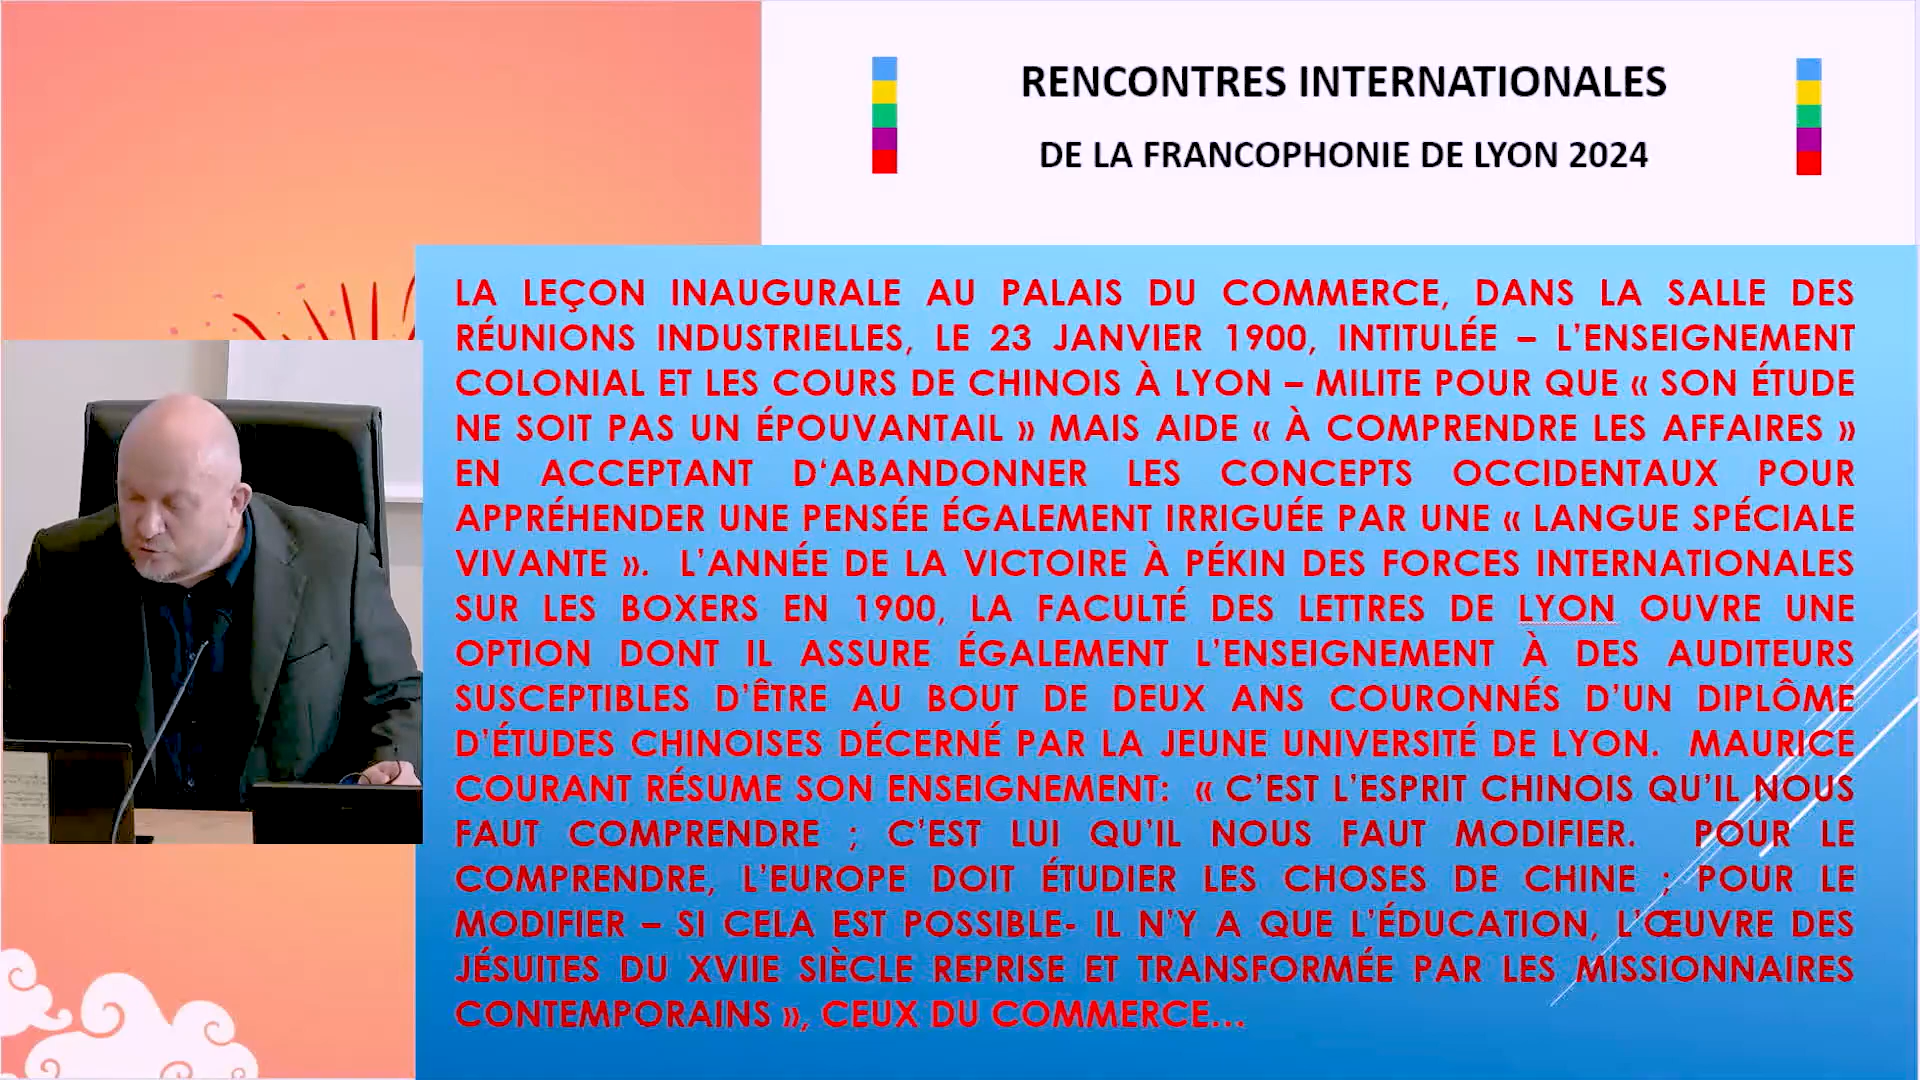 RENCONTRES INTERNATIONALES
DE LA FRANCOPHONIE DE LYON 2024
LA LEÇON INAUGURALE AU PALAIS DU COMMERCE, DANS LA SALLE DES
RÉUNIONS INDUSTRIELLES, LE 23 JANVIER 1900, INTITULÉE – L’ENSEIGNEMENT
COLONIAL ET LES COURS DE CHINOIS À LYON – MILITE POUR QUE « SON ÉTUDE
NE SOIT PAS UN ÉPOUVANTAIL » MAIS AIDE « À COMPRENDRE LES AFFAIRES »
EN ACCEPTANT D‘ABANDONNER LES CONCEPTS OCCIDENTAUX POUR
APPRÉHENDER UNE PENSÉE ÉGALEMENT IRRIGUÉE PAR UNE « LANGUE SPÉCIALE
VIVANTE ». L’ANNÉE DE LA VICTOIRE À PÉKIN DES FORCES INTERNATIONALES
SUR LES BOXERS EN 1900, LA FACULTÉ DES LETTRES DE LYON OUVRE UNE
OPTION DONT IL ASSURE ÉGALEMENT L’ENSEIGNEMENT À DES AUDITEURS
SUSCEPTIBLES D’ÊTRE AU BOUT DE DEUX ANS COURONNÉS D’UN DIPLÔME
D’ÉTUDES CHINOISES DÉCERNÉ PAR LA JEUNE UNIVERSITÉ DE LYON. MAURICE
COURANT RÉSUME SON ENSEIGNEMENT: « C’EST L’ESPRIT CHINOIS QU’IL NOUS
FAUT COMPRENDRE ; C’EST LUI QU’IL NOUS FAUT MODIFIER. POUR LE
COMPRENDRE, L’EUROPE DOIT ÉTUDIER LES CHOSES DE CHINE ; POUR LE
MODIFIER – SI CELA EST POSSIBLE- IL N’Y A QUE L’ÉDUCATION, L’ŒUVRE DES
JÉSUITES DU XVIIE SIÈCLE REPRISE ET TRANSFORMÉE PAR LES MISSIONNAIRES
CONTEMPORAINS », CEUX DU COMMERCE…